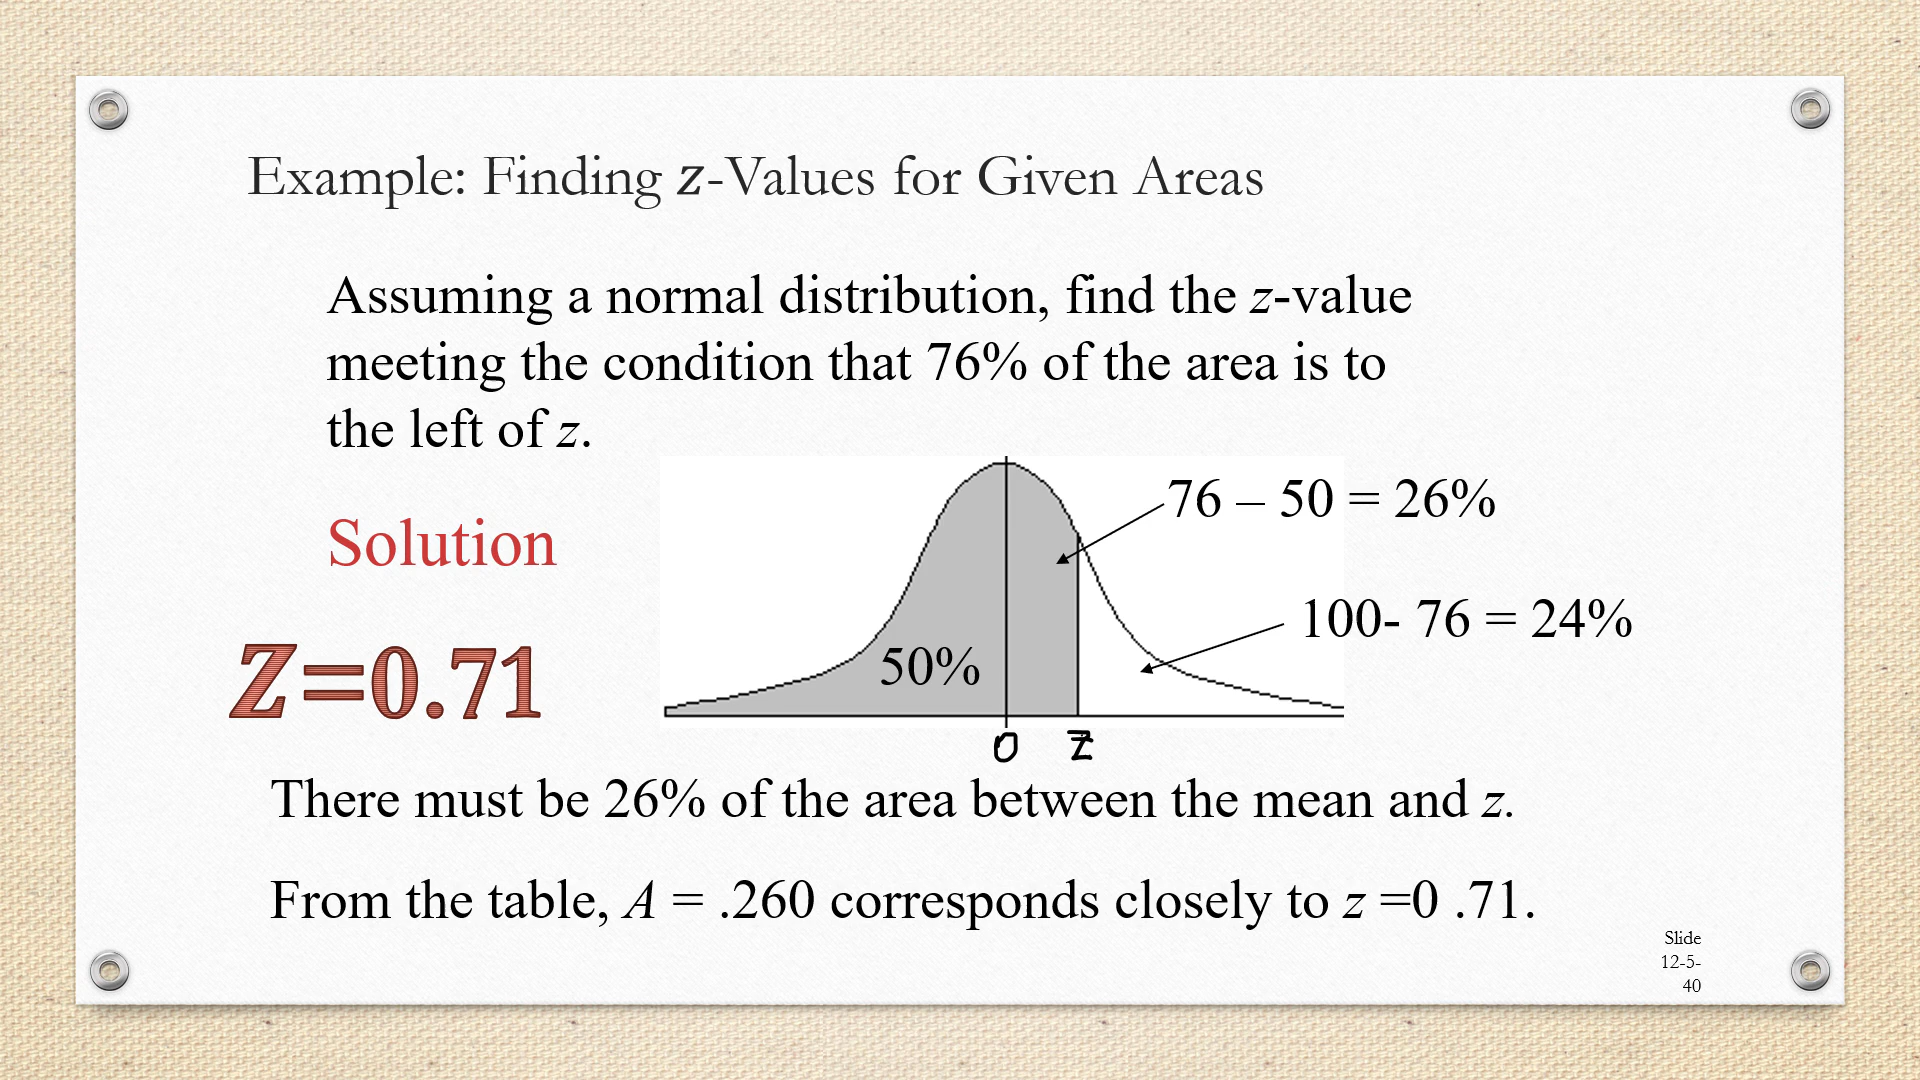 Example: Finding z-Values for Given Areas
Assuming a normal distribution, find the z-value
meeting the condition that 76% of the area is to
the left of z.
76 – 50 = 26%
Solution
100- 76 = 24%
Z=0.71
50%
0 z
There must be 26% of the area between the mean and z.
From the table, A = .260 corresponds closely to z =0 .71.
Slide
12-5-
40